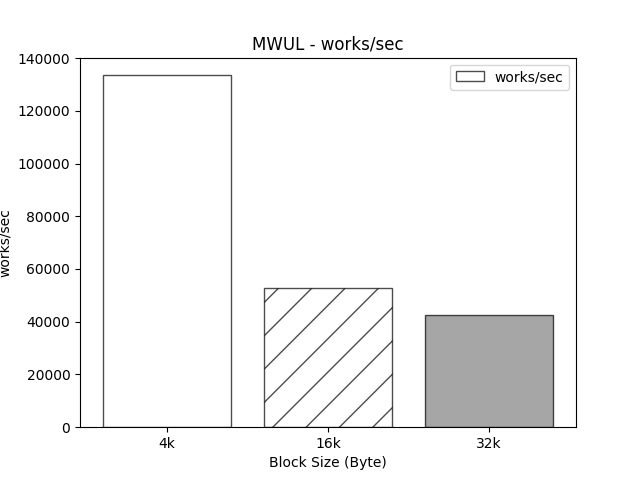 MWUL - works/sec
works/sec
140000
120000
100000
80000
60000
40000
20000
0
works/sec
4k
16k
32k
Block Size (Byte)